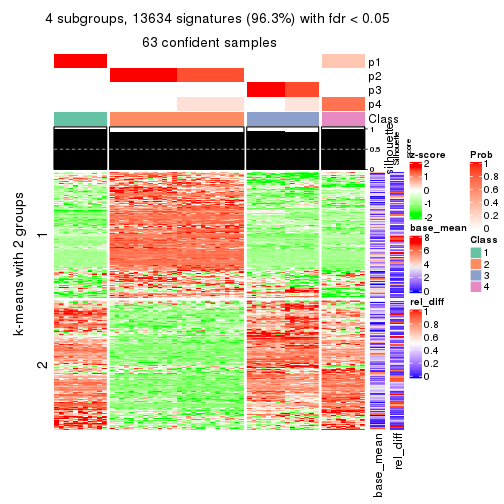 4 subgroups, 13634 signatures (96.3%) with fdr < 0.05
63 confident samples
p1
p2
p3
p4
Class
1
0.5
0
silhouette
Silhouette
score
k-means with 2 groups
1
2
base_mean
rel_diff
z-score
2
1
0
-1
-2
base_mean
8
6
4
2
0
rel_diff
1
0.8
0.6
0.4
0.2
0
Prob
1
0.8
0.6
0.4
0.2
0
Class
1
2
3
4